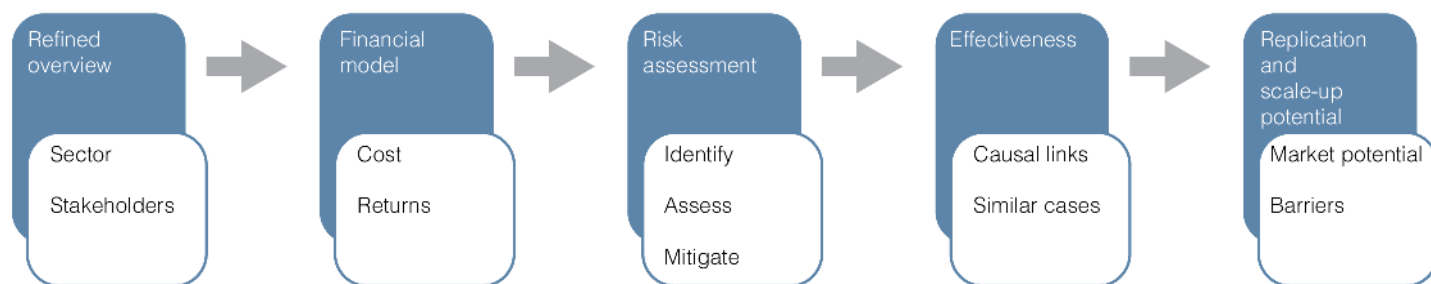 Refined
overview
Sector
Stakeholders
Financial
model
Cost
Returns
Risk
assessment
Identify
Assess
Mitigate
Effectiveness
Causal links
Similar cases
Replication
and
scale-up
potential
Market potential
Barriers